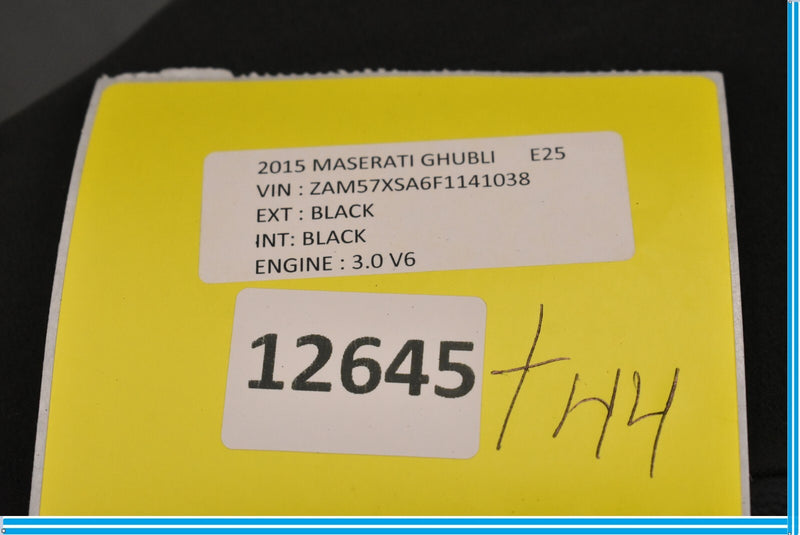 2015 MASERATI GHUBLI E25
VIN : ZAM57XSA6F1141038
EXT : BLACK
INT: BLACK
ENGINE : 3.0 V6
12645